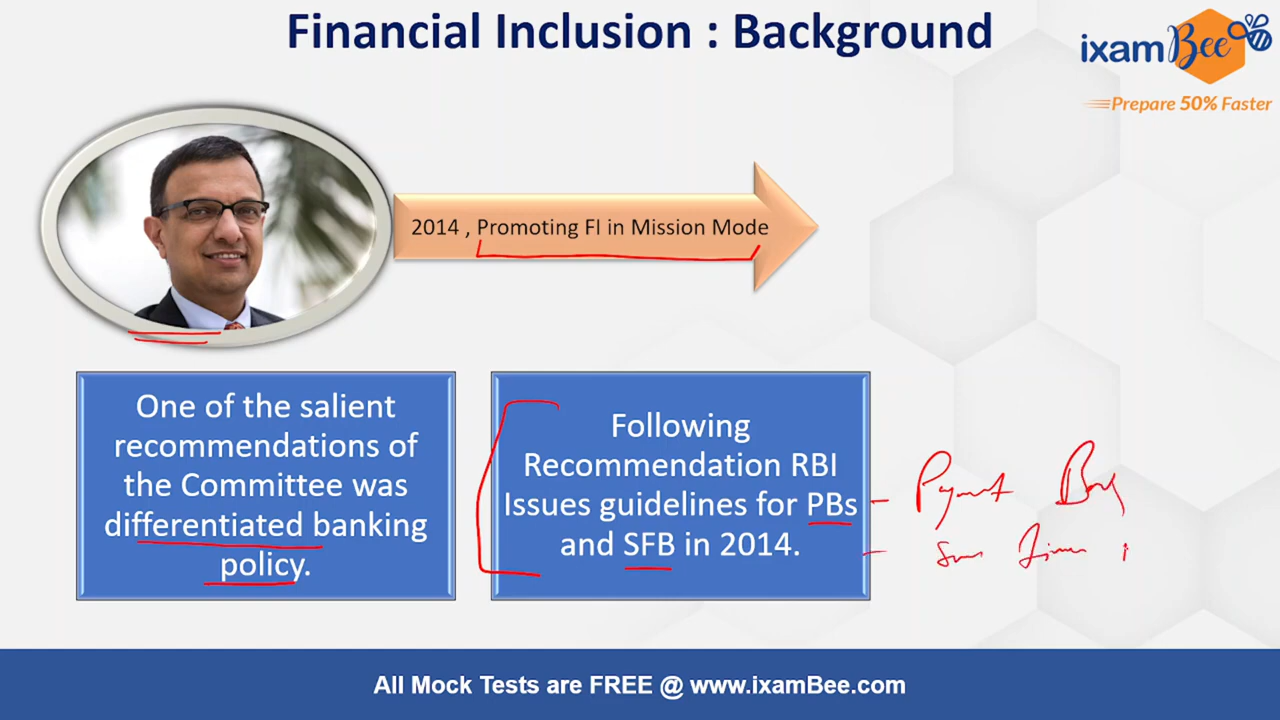 Financial Inclusion : Background
ixamBee
Prepare 50% Faster
2014 , Promoting FI in Mission Mode
One of the salient
recommendations of
the Committee was
differentiated banking
policy.
Following
Recommendation RBI
Issues guidelines for PBs
and SFB in 2014.
All Mock Tests are FREE @ www.ixamBee.com